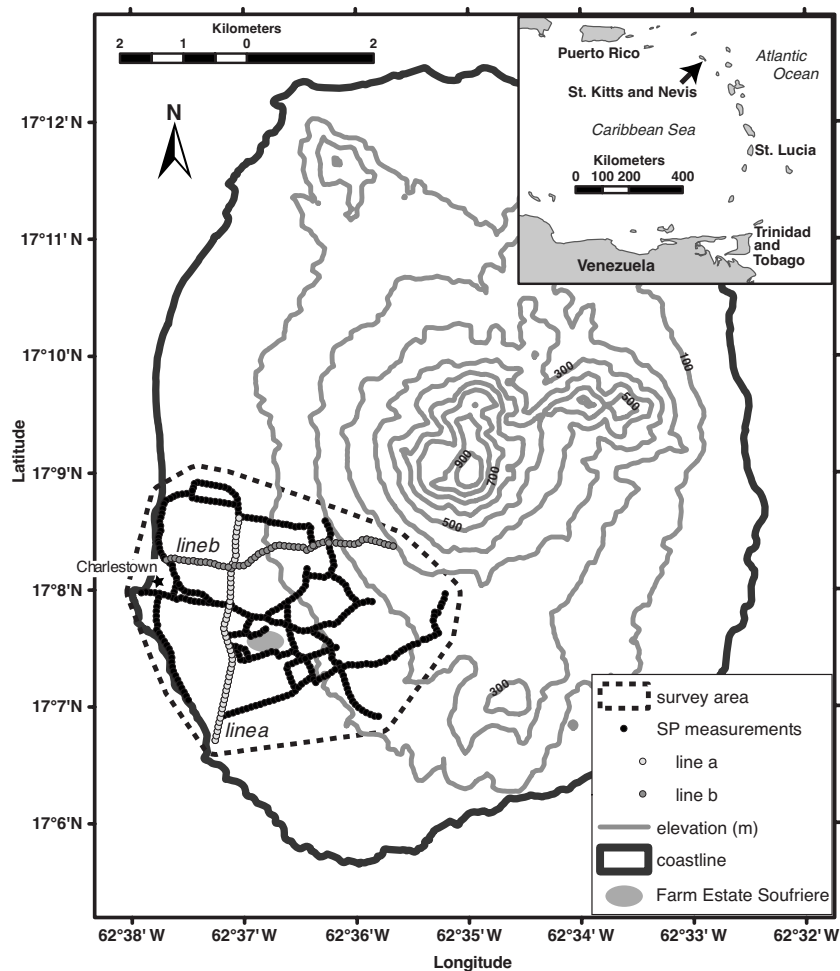 Kilometers
2 1 0 2
N
Puerto Rico
Atlantic
Ocean
St. Kitts and Nevis
Caribbean Sea
St. Lucia
Kilometers
0 100 200 400
Trinidad
and
Tobago
Venezuela
17°12'N
17°11'N
17°10'N
17°9'N
17°8'N
17°7'N
17°6'N
Latitude
100
300
500
900
700
500
300
line b
Charlestown
line a
survey area
SP measurements
line a
line b
elevation (m)
coastline
Farm Estate Soufriere
62°38' W 62°37' W 62°36' W 62°35' W 62°34' W 62°33' W 62°32' W
Longitude